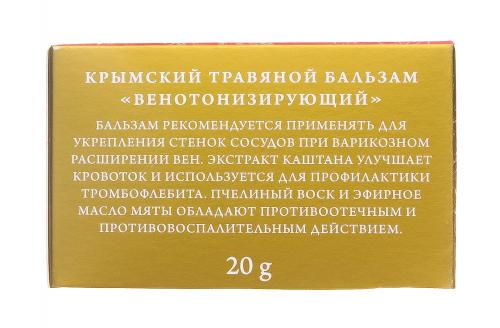 КРЫМСКИЙ ТРАВЯНОЙ БАЛЬЗАМ
«ВЕНОТОНИЗИРУЮЩИЙ»
БАЛЬЗАМ РЕКОМЕНДУЕТСЯ ПРИМЕНЯТЬ ДЛЯ
УКРЕПЛЕНИЯ СТЕНОК СОСУДОВ ПРИ ВАРИКОЗНОМ
РАСШИРЕНИИ ВЕН. ЭКСТРАКТ КАШТАНА УЛУЧШАЕТ
КРОВОТОК И ИСПОЛЬЗУЕТСЯ ДЛЯ ПРОФИЛАКТИКИ
ТРОМБОФЛЕБИТА. ПЧЕЛИНЫЙ ВОСК И ЭФИРНОЕ
МАСЛО МЯТЫ ОБЛАДАЮТ ПРОТИВООТЕЧНЫМ И
ПРОТИВОВОСПАЛИТЕЛЬНЫМ ДЕЙСТВИЕМ.
20 g